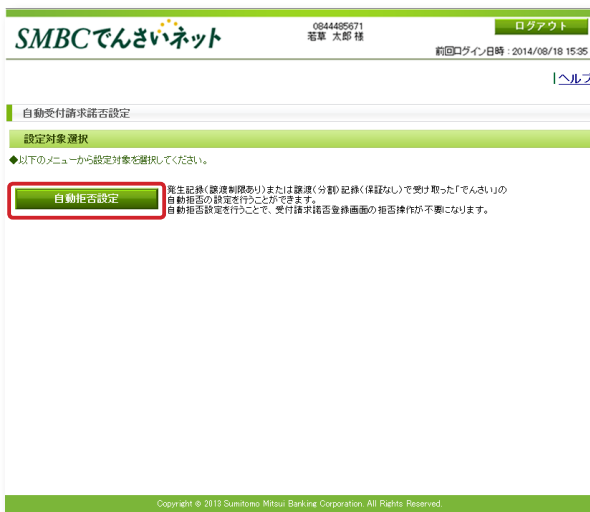 SMBCでんさいネット
0844485671
若草 太郎 様
ログアウト
前回ログイン日時：2014/08/18 15:35
ヘルプ
自動受付請求諾否設定
設定対象選択
◆以下のメニューから設定対象を選択してください。
自動拒否設定
発生記録（譲渡制限あり）または譲渡（分割）記録（保証なし）で受け取った「でんさい」の
自動拒否の設定を行うことができます。
自動拒否設定を行うことで、受付請求諾否登録画面の拒否操作が不要になります。
Copyright © 2013 Sumitomo Mitsui Banking Corporation. All Rights Reserved.